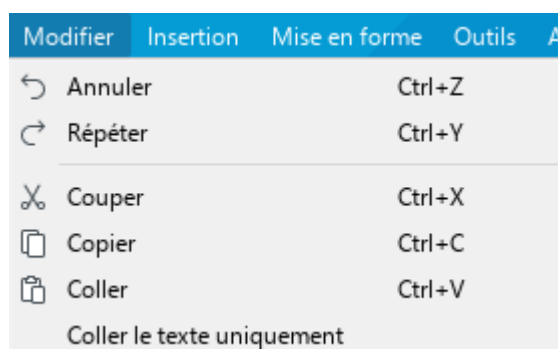 Modifier Insertion Mise en forme Outils A
Annuler Ctrl+Z
Répéter Ctrl+Y
Couper Ctrl+X
Copier Ctrl+C
Coller Ctrl+V
Coller le texte uniquement